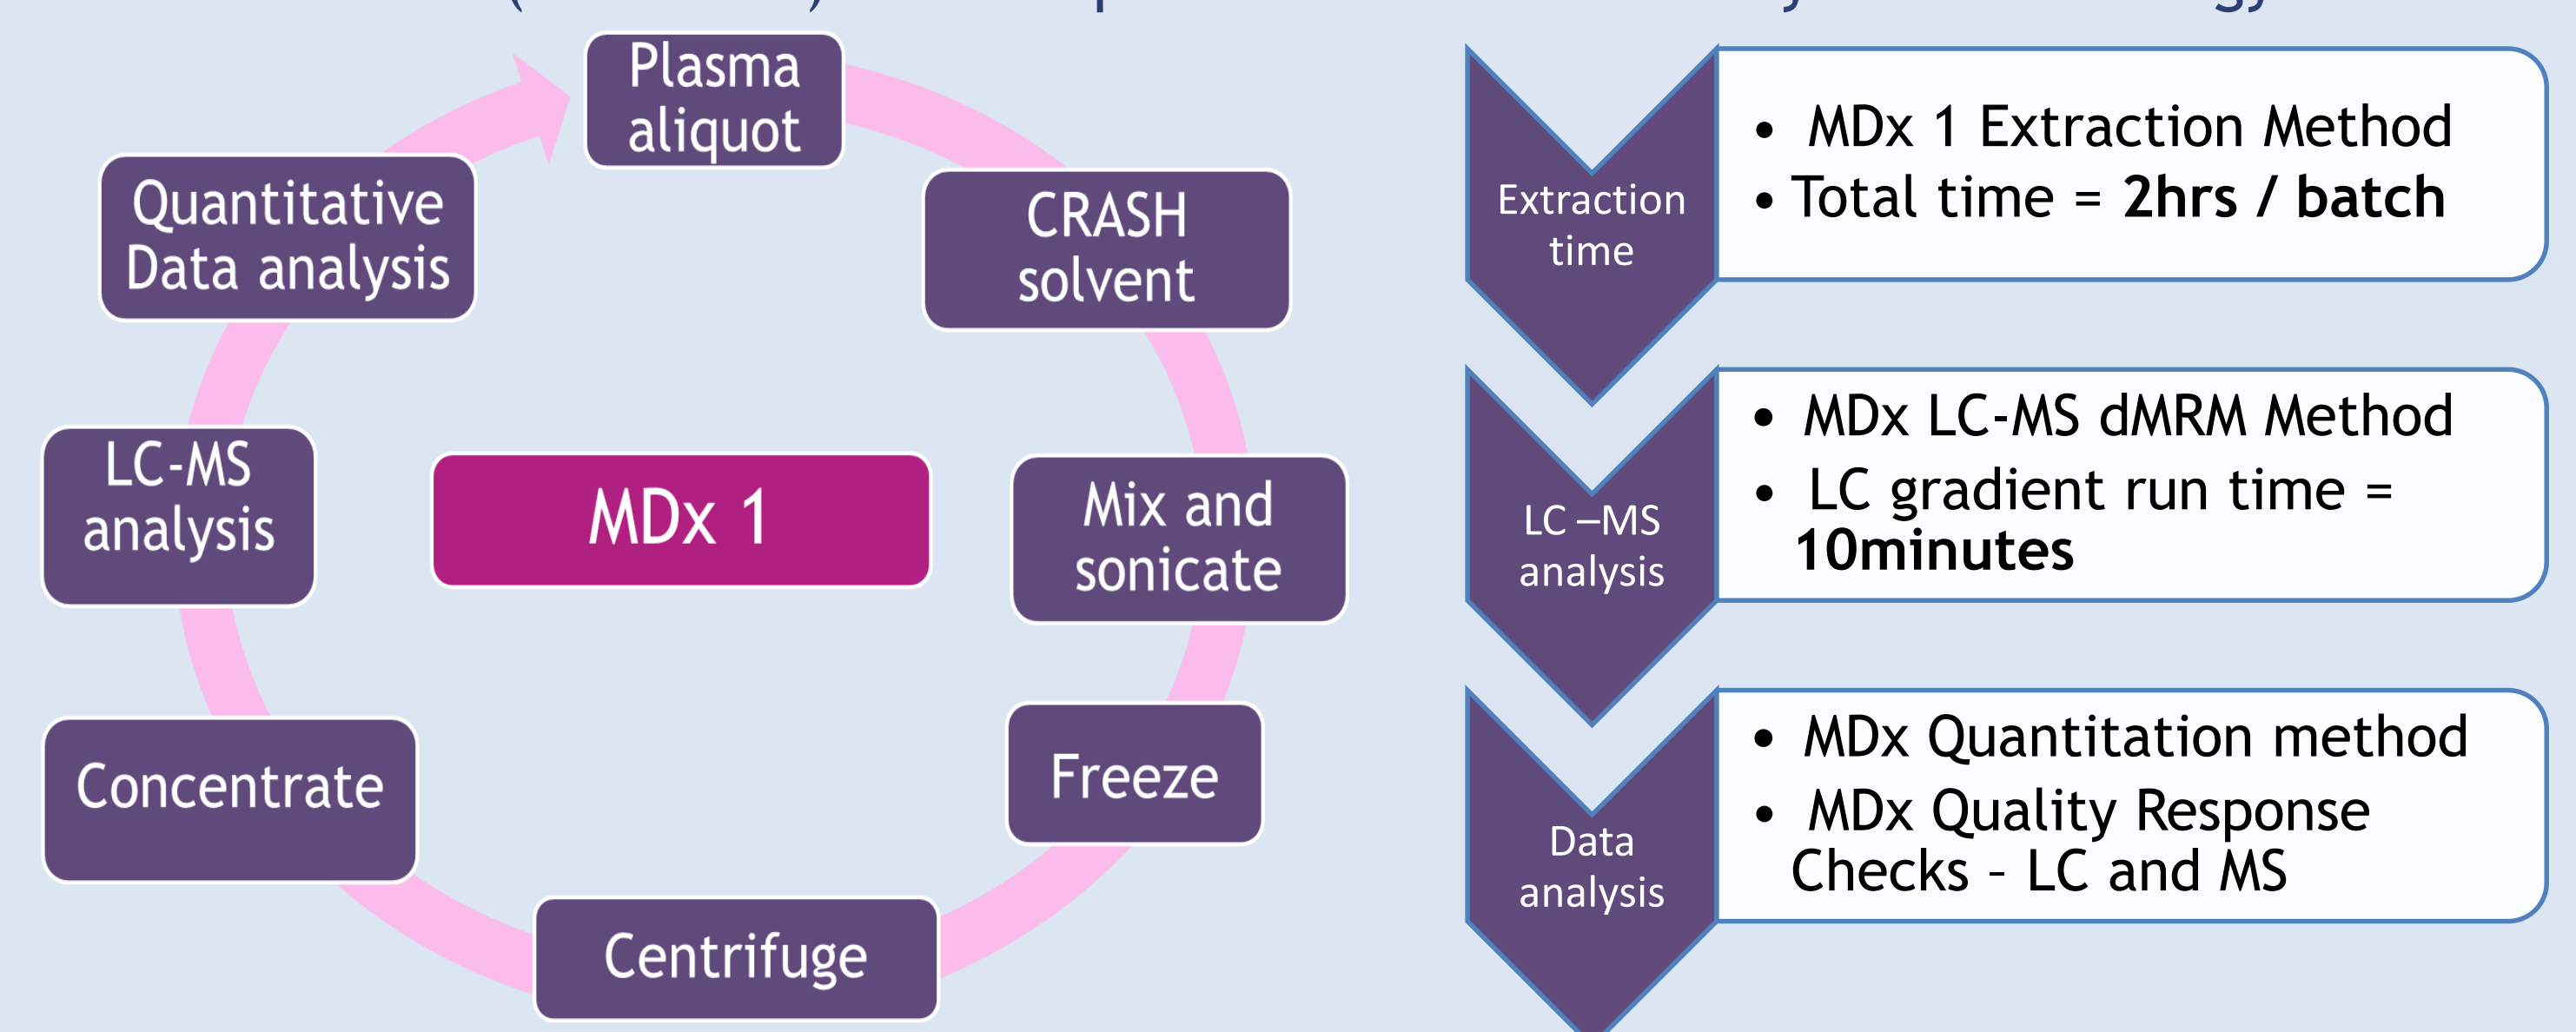 Plasma
aliquot
CRASH
solvent
Mix and
sonicate
Freeze
Centrifuge
Concentrate
LC-MS
analysis
Quantitative
Data analysis
MDx 1
Extraction
time
• MDx 1 Extraction Method
• Total time = 2hrs / batch
LC –MS
analysis
• MDx LC-MS dMRM Method
• LC gradient run time =
10minutes
Data
analysis
• MDx Quantitation method
• MDx Quality Response
Checks – LC and MS